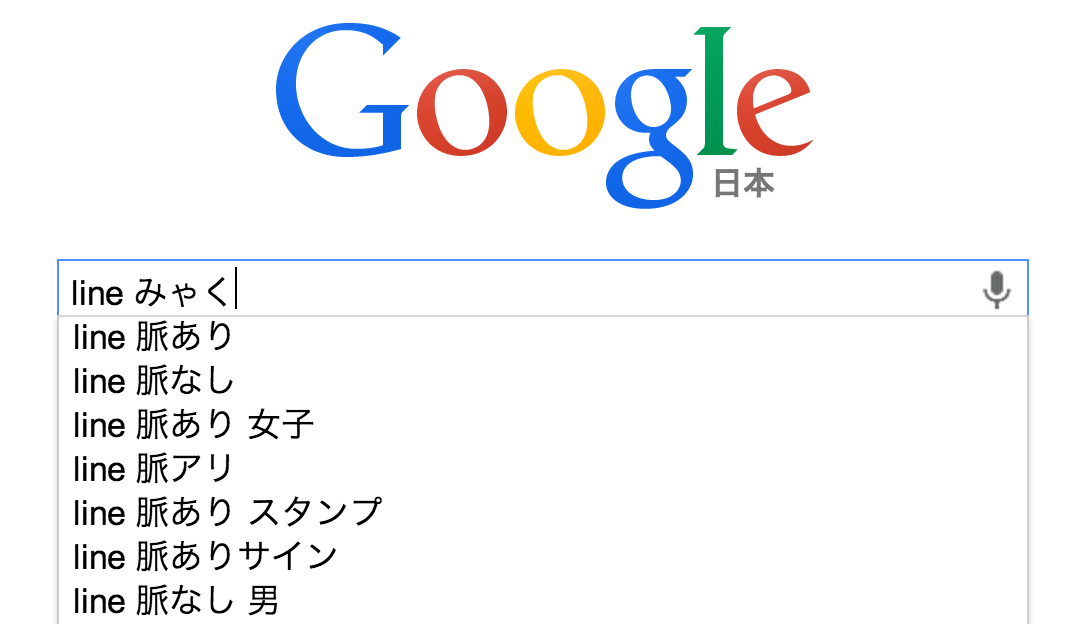 Google
日本
line みゃく
line 脈あり
line 脈なし
line 脈あり 女子
line 脈アリ
line 脈あり スタンプ
line 脈ありサイン
line 脈なし 男